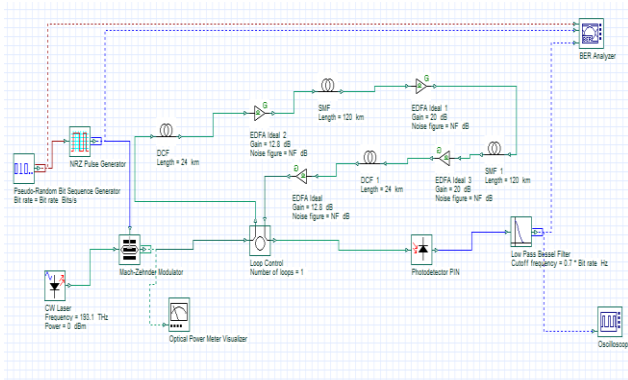 BER
BER Analyzer
G
SMF
Length = 120 km
G
EDFA Ideal 1
Gain = 20 dB
Noise figure = NF dB
EDFA Ideal 2
Gain = 12.8 dB
Noise figure = NF dB
DCF
Length = 24 km
NRZ Pulse Generator
Pseudo-Random Bit Sequence Generator
Bit rate = Bit rate Bits/s
EDFA Ideal
Gain = 12.8 dB
Noise figure = NF dB
DCF 1
Length = 24 km
EDFA Ideal 3
Gain = 20 dB
Noise figure = NF dB
SMF 1
Length = 120 km
Mach-Zehnder Modulator
Loop Control
Number of loops = 1
Photodetector PIN
Low Pass Bessel Filter
Cutoff frequency = 0.7 * Bit rate Hz
CW Laser
Frequency = 193.1 THz
Power = 0 dBm
Optical Power Meter Visualizer
Oscilloscop